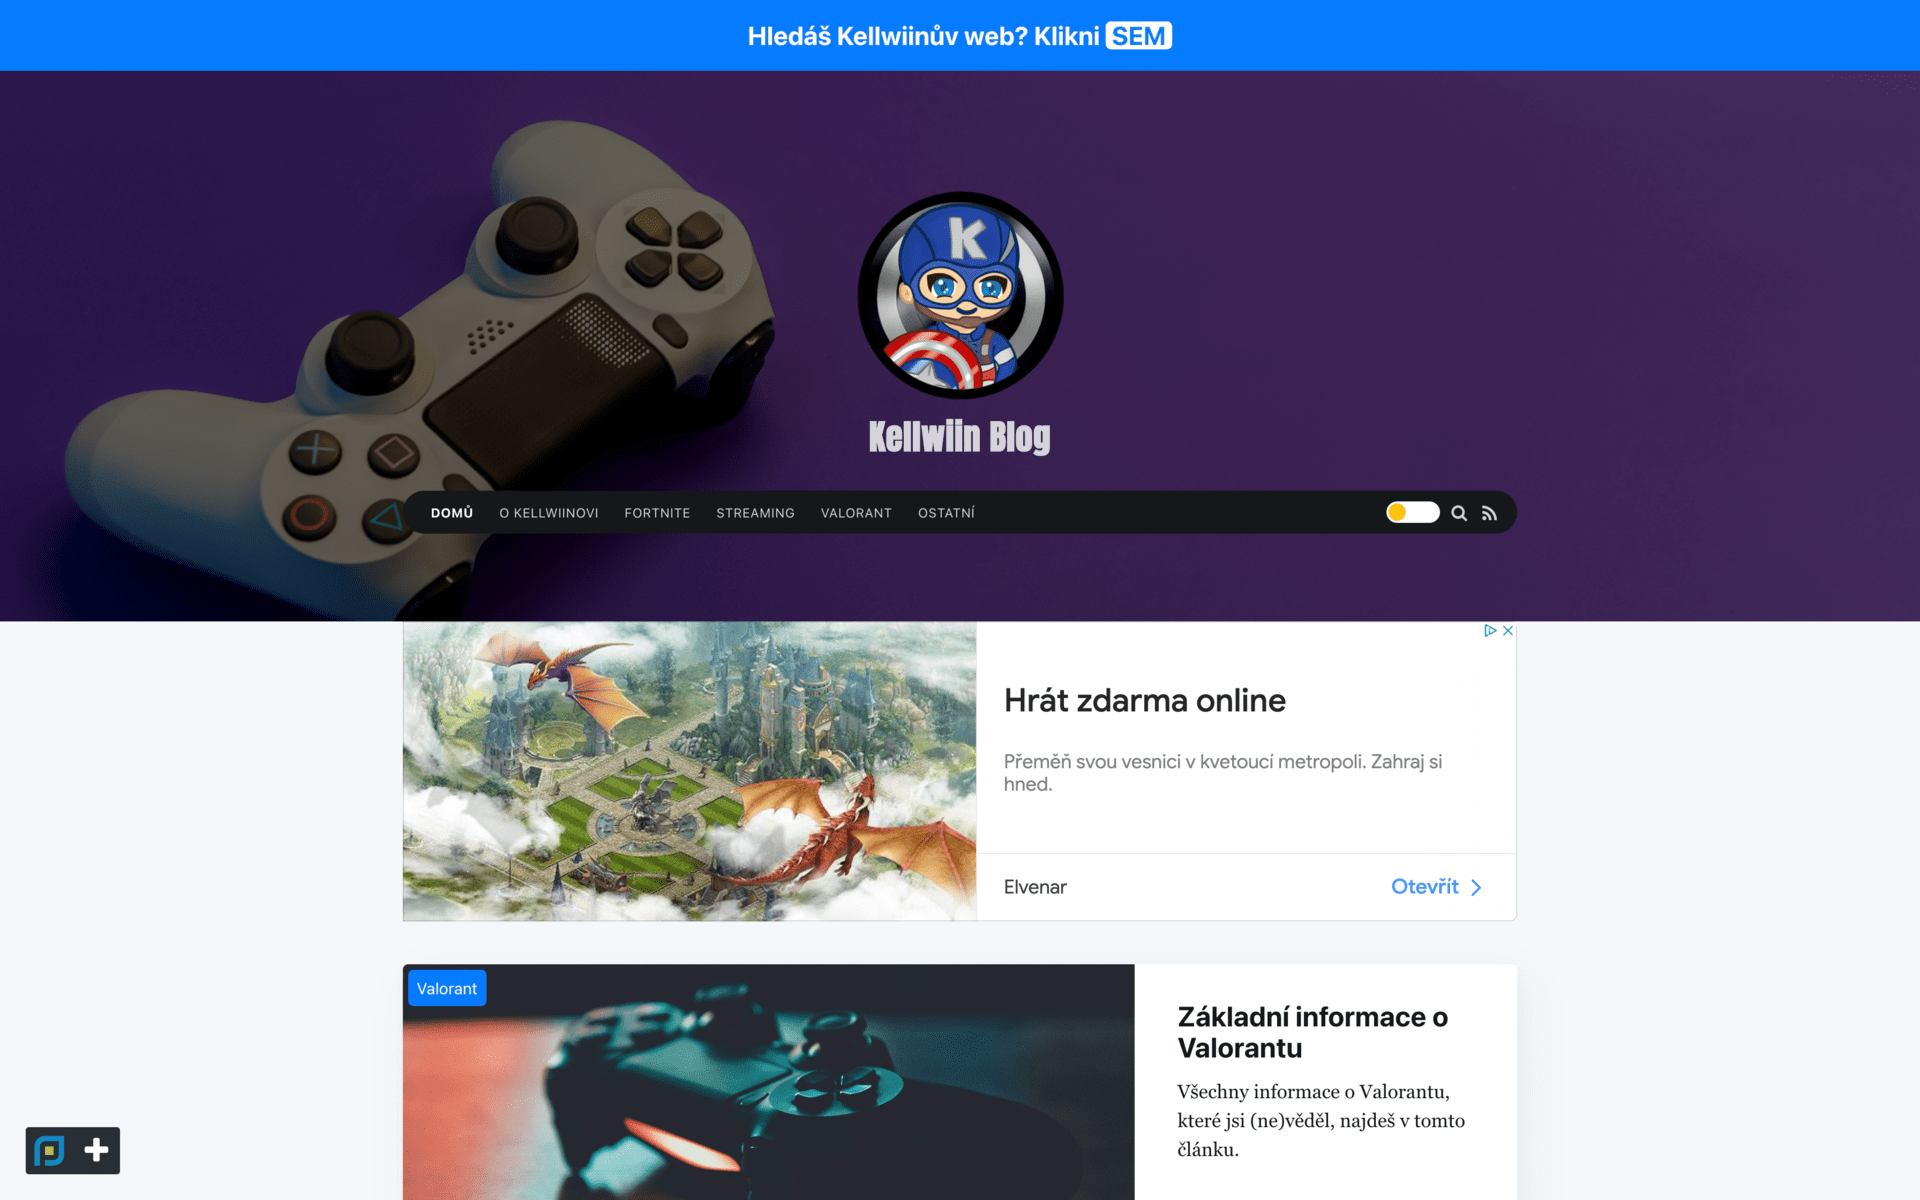 Hledáš Kellwiinův web? Klikni SEM
K
Kellwiin Blog
DOMŮ O KELLWIINOVI FORTNITE STREAMING VALORANT OSTATNÍ
Hrát zdarma online
Přeměň svou vesnici v kvetoucí metropoli. Zahraj si
hned.
Elvenar Otevřít
Valorant
Základní informace o
Valorantu
Všechny informace o Valorantu,
které jsi (ne)věděl, najdeš v tomto
článku.